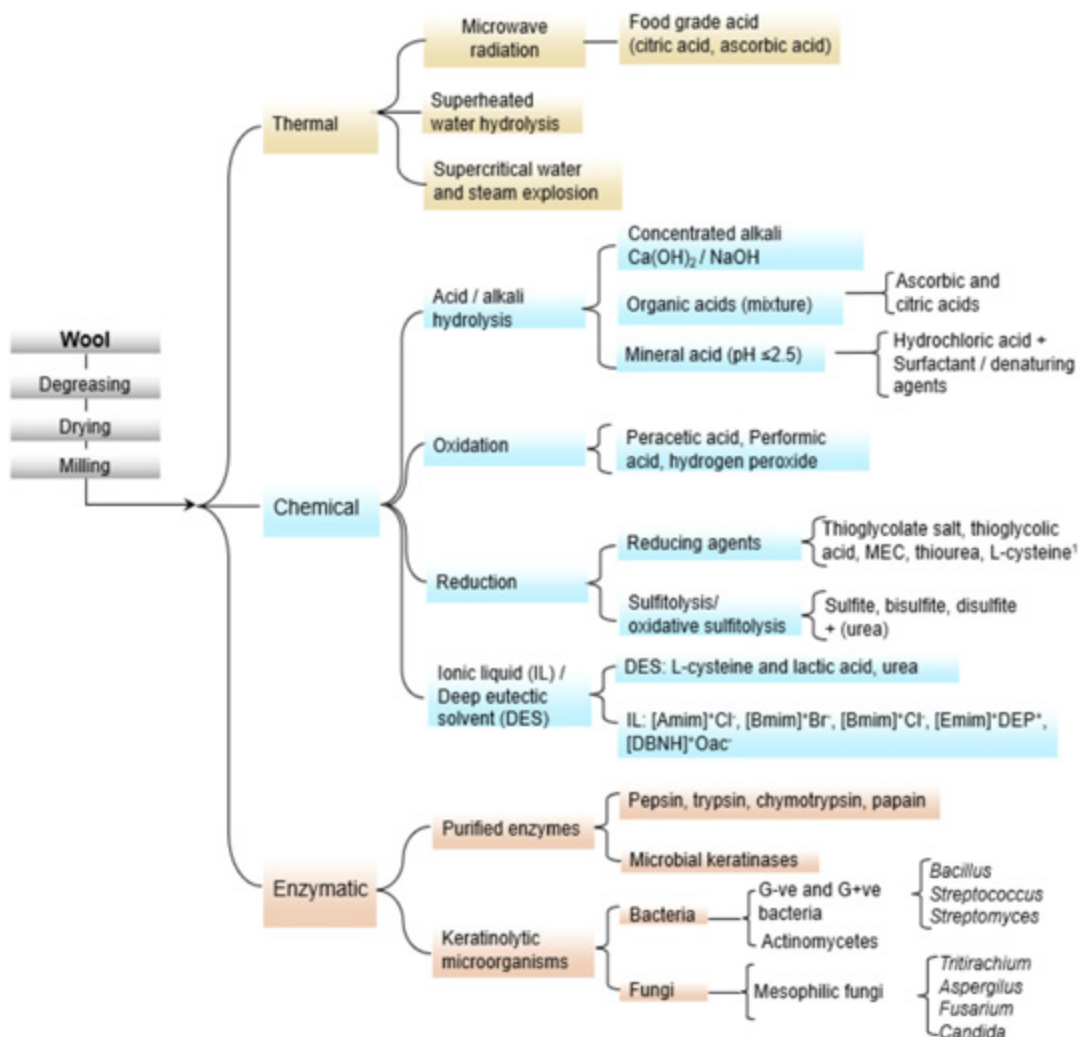 Wool
Degreasing
Drying
Milling
Thermal
Microwave
radiation
Food grade acid
(citric acid, ascorbic acid)
Superheated
water hydrolysis
Supercritical water
and steam explosion
Chemical
Acid / alkali
hydrolysis
Concentrated alkali
Ca(OH)₂ / NaOH
Organic acids (mixture)
Ascorbic and
citric acids
Mineral acid (pH ≤2.5)
Hydrochloric acid +
Surfactant / denaturing
agents
Oxidation
Peracetic acid, Performic
acid, hydrogen peroxide
Reduction
Reducing agents
Thioglycolate salt, thioglycolic
acid, MEC, thiourea, L-cysteine¹
Sulfitolysis/
oxidative sulfitolysis
Sulfite, bisulfite, disulfite
+ (urea)
Ionic liquid (IL) /
Deep eutectic
solvent (DES)
DES: L-cysteine and lactic acid, urea
IL: [Amim]⁺Cl⁻, [Bmim]⁺Br⁻, [Bmim]⁺Cl⁻, [Emim]⁺DEP⁺,
[DBNH]⁺Oac⁻
Enzymatic
Purified enzymes
Pepsin, trypsin, chymotrypsin, papain
Microbial keratinases
Keratinolytic
microorganisms
Bacteria
G-ve and G+ve
bacteria
Actinomycetes
Bacillus
Streptococcus
Streptomyces
Fungi
Mesophilic fungi
Tritirachium
Aspergilus
Fusarium
Candida